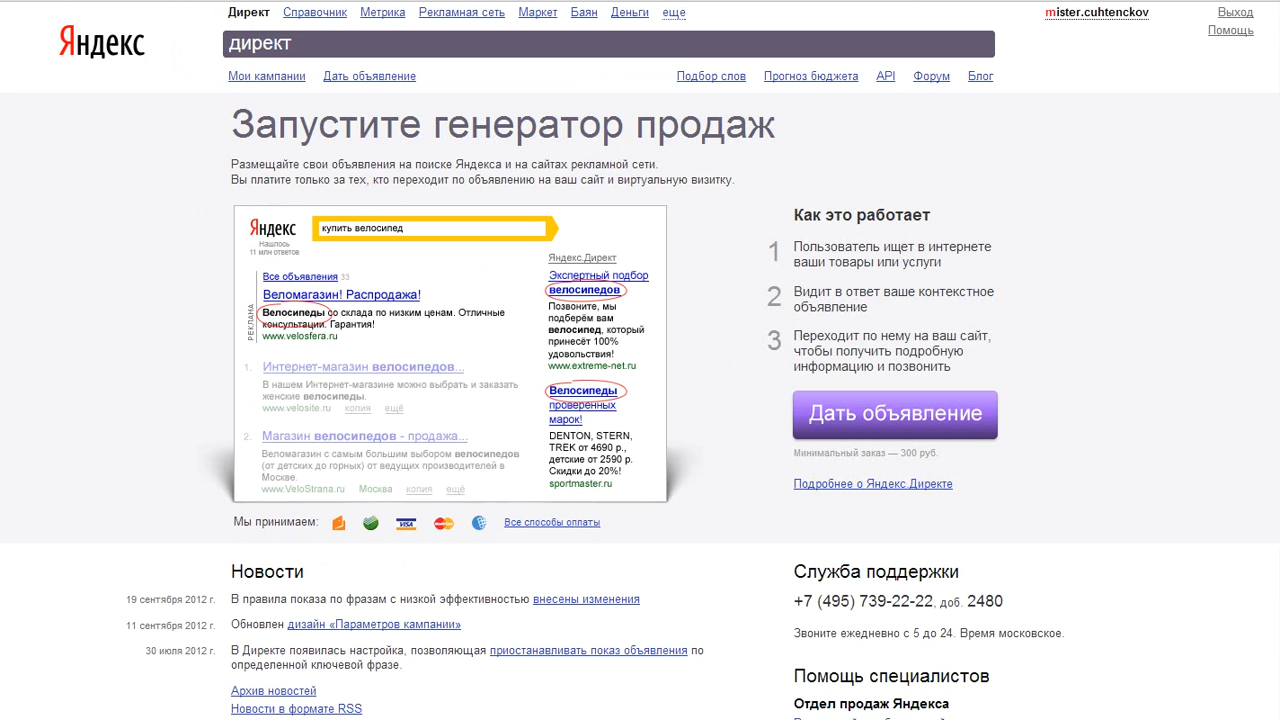 Директ Справочник Метрика Рекламная сеть Маркет Баян Деньги еще
mister.cuhtenckov
Выход
Помощь
Яндекс
директ
Мои кампании Дать объявление Подбор слов Прогноз бюджета API Форум Блог
Запустите генератор продаж
Размещайте свои объявления на поиске Яндекса и на сайтах рекламной сети.
Вы платите только за тех, кто переходит по объявлению на ваш сайт и виртуальную визитку.
Яндекс
купить велосипед
Нашлось
11 млн ответов
РЕКЛАМА
Все объявления 33
Веломагазин! Распродажа!
Велосипеды со склада по низким ценам. Отличные
консультации. Гарантия!
www.velosfera.ru
1. Интернет-магазин велосипедов...
В нашем Интернет-магазине можно выбрать и заказать
женские велосипеды.
www.velosite.ru копия ещё
2. Магазин велосипедов - продажа...
Веломагазин с самым большим выбором велосипедов
(от детских до горных) от ведущих производителей в
Москве.
www.VeloStrana.ru Москва копия ещё
Яндекс.Директ
Экспертный подбор
велосипедов
Позвоните, мы
подберём вам
велосипед, который
принесёт 100%
удовольствия!
www.extreme-net.ru
Велосипеды
проверенных
марок!
DENTON, STERN,
TREK от 4690 р.,
детские от 2590 р.
Скидки до 20%!
sportmaster.ru
Как это работает
1 Пользователь ищет в интернете
ваши товары или услуги
2 Видит в ответ ваше контекстное
объявление
3 Переходит по нему на ваш сайт,
чтобы получить подробную
информацию и позвонить
Дать объявление
Минимальный заказ — 300 руб.
Подробнее о Яндекс.Директе
Мы принимаем: VISA Все способы оплаты
Новости
19 сентября 2012 г. В правила показа по фразам с низкой эффективностью внесены изменения
11 сентября 2012 г. Обновлен дизайн «Параметров кампании»
30 июля 2012 г. В Директе появилась настройка, позволяющая приостанавливать показ объявления по
определенной ключевой фразе.
Архив новостей
Новости в формате RSS
Служба поддержки
+7 (495) 739-22-22, доб. 2480
Звоните ежедневно с 5 до 24. Время московское.
Помощь специалистов
Отдел продаж Яндекса